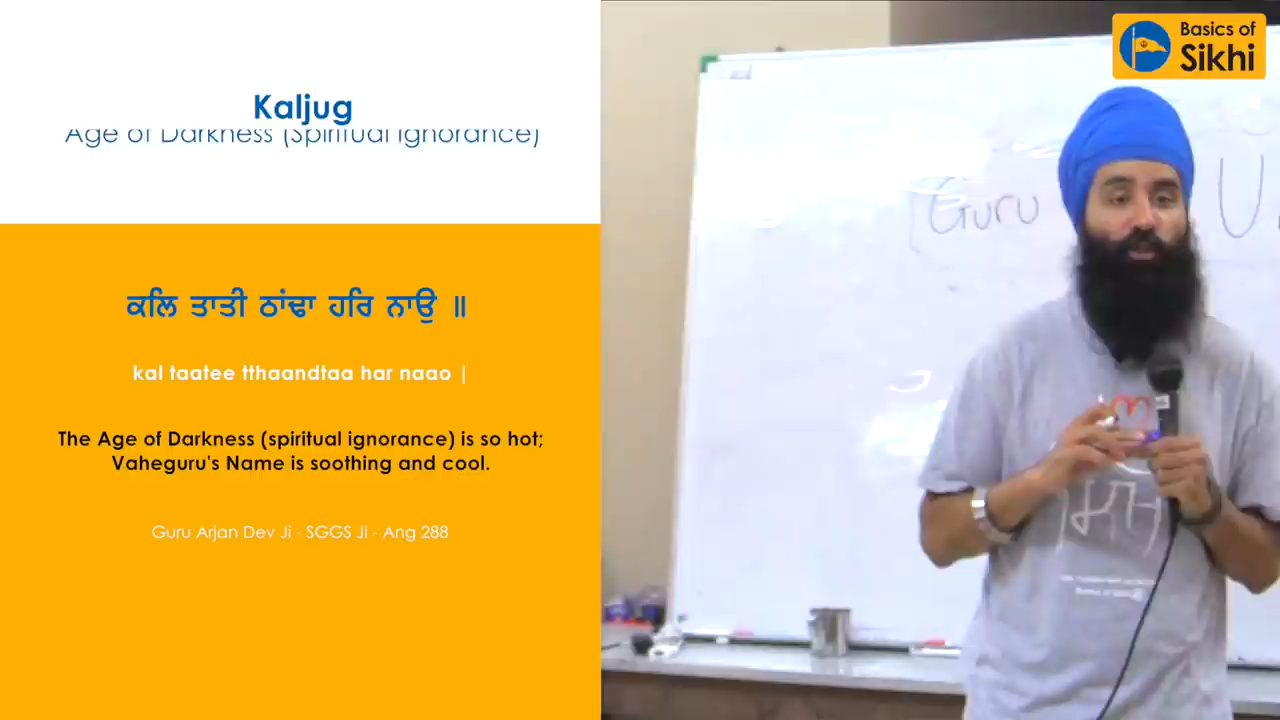 Kaljug
Age of Darkness (Spiritual ignorance)
ਕਲਿ ਤਾਤੀ ਠਾਂਢਾ ਹਰਿ ਨਾਉ ॥
kal taatee tthaandtaa har naao |
The Age of Darkness (spiritual ignorance) is so hot;
Vaheguru's Name is soothing and cool.
Guru Arjan Dev Ji - SGGS Ji - Ang 288
Basics of
Sikhi
Guru